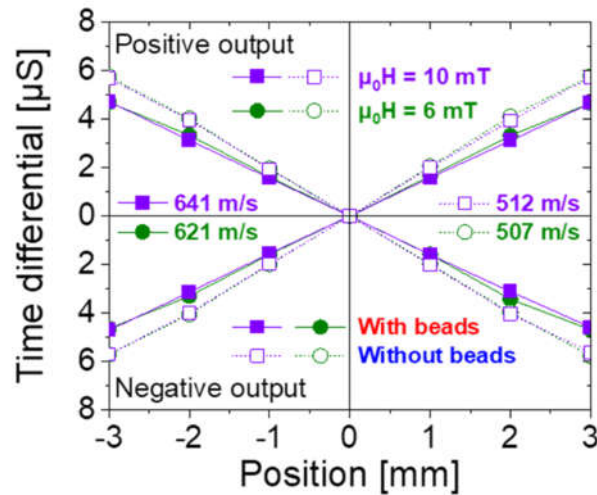 Time differential [µS]
8
6
4
2
0
2
4
6
8
Positive output
µ₀H = 10 mT
µ₀H = 6 mT
641 m/s
512 m/s
621 m/s
507 m/s
With beads
Without beads
Negative output
-3 -2 -1 0 1 2 3
Position [mm]